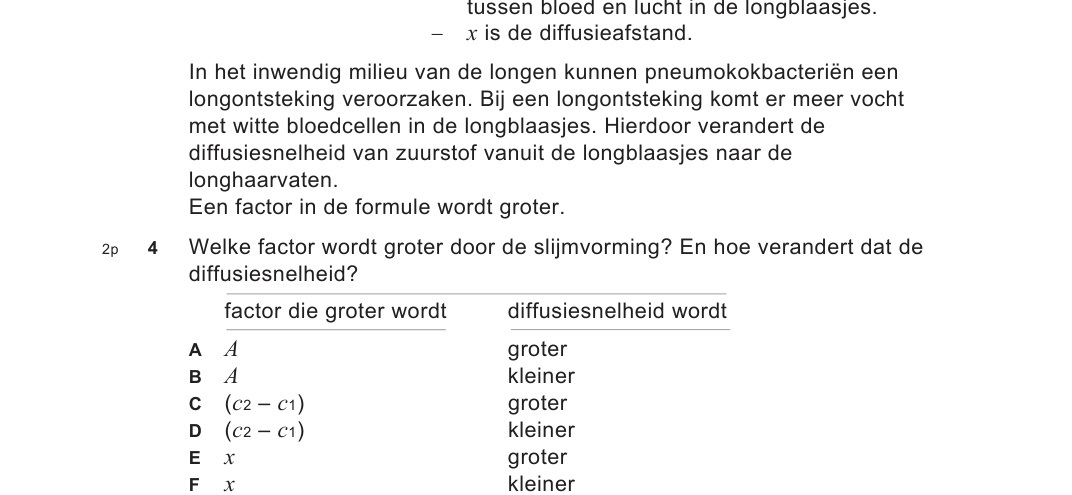 tussen bloed en lucht in de longblaasjes.
– x is de diffusieafstand.
In het inwendig milieu van de longen kunnen pneumokokbacteriën een
longontsteking veroorzaken. Bij een longontsteking komt er meer vocht
met witte bloedcellen in de longblaasjes. Hierdoor verandert de
diffusiesnelheid van zuurstof vanuit de longblaasjes naar de
longhaarvaten.
Een factor in de formule wordt groter.
2p 4 Welke factor wordt groter door de slijmvorming? En hoe verandert dat de
diffusiesnelheid?
factor die groter wordt diffusiesnelheid wordt
A A groter
B A kleiner
C (c2 – c1) groter
D (c2 – c1) kleiner
E x groter
F x kleiner